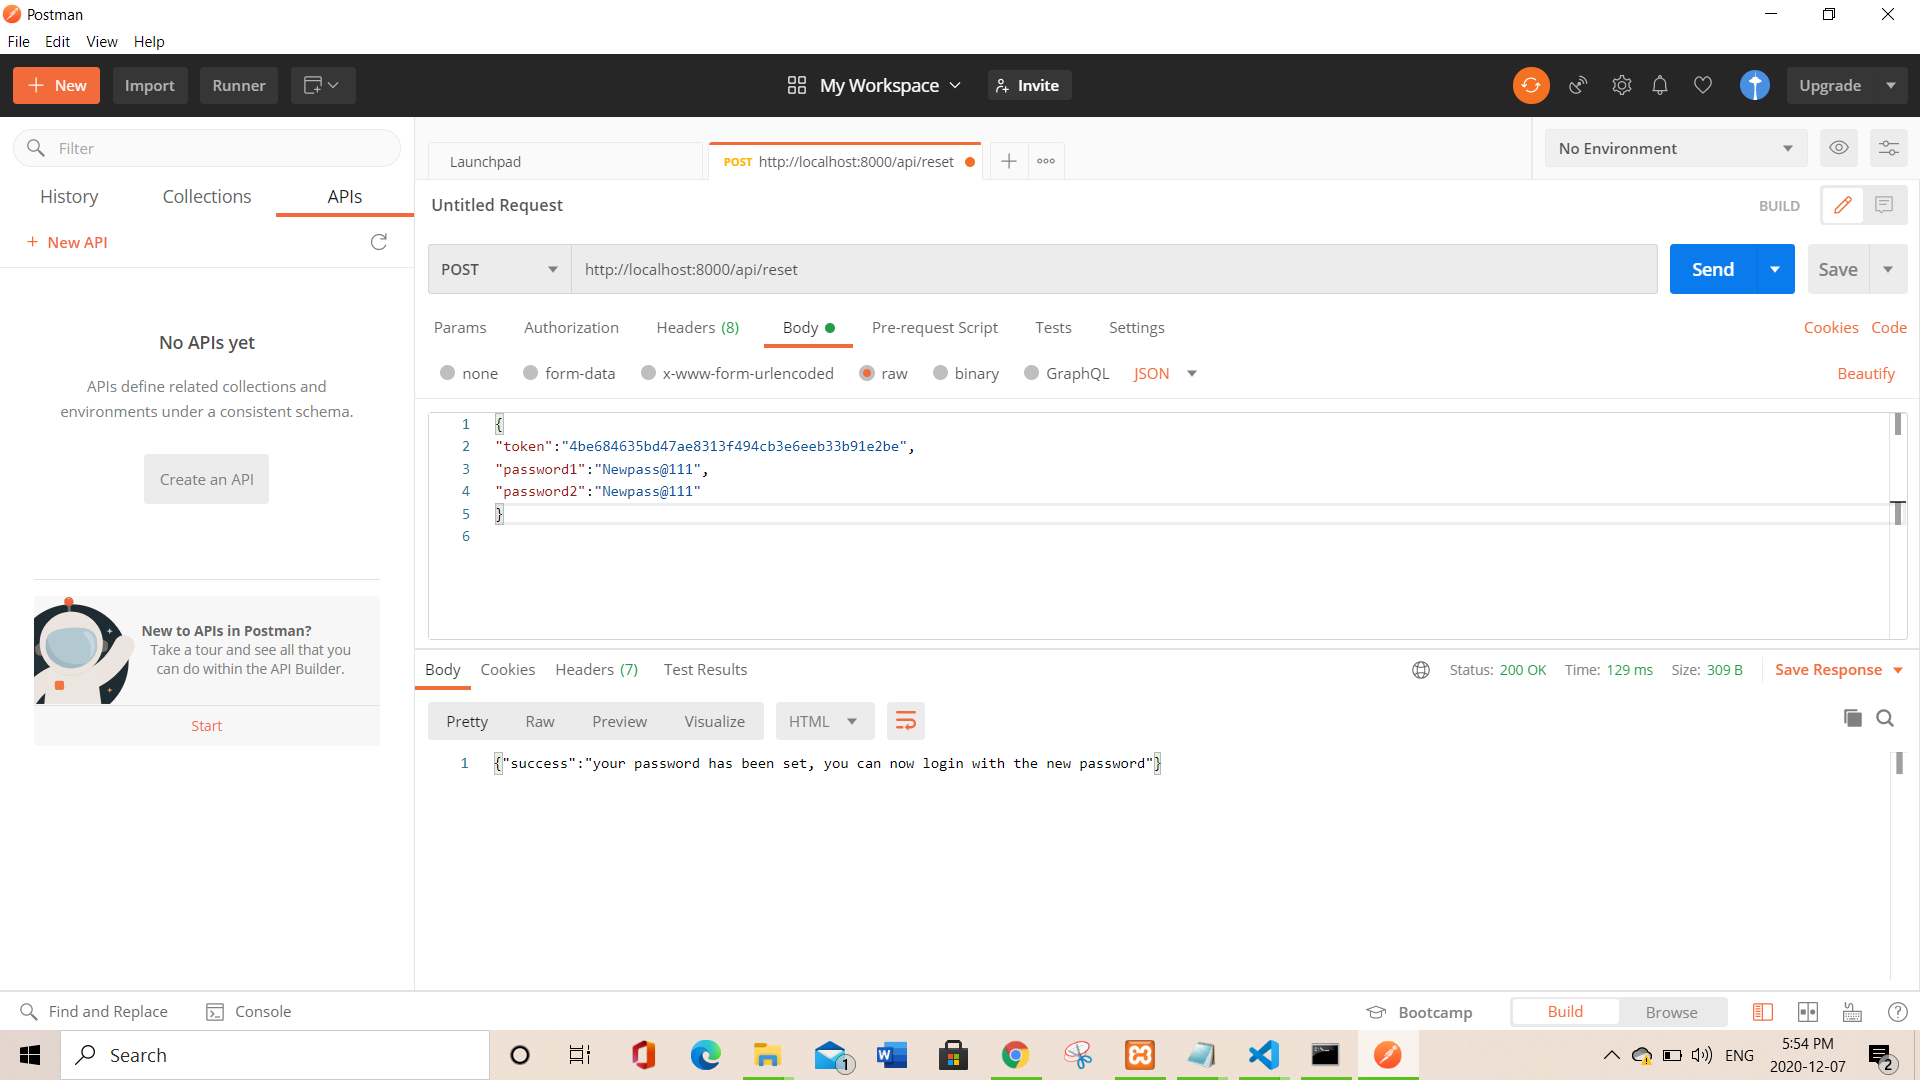 Postman
File Edit View Help
New Import Runner My Workspace Invite Upgrade
Filter
History Collections APIs
+ New API
No APIs yet
APIs define related collections and
environments under a consistent schema.
Create an API
New to APIs in Postman?
Take a tour and see all that you
can do within the API Builder.
Start
Launchpad POST http://localhost:8000/api/reset No Environment
Untitled Request BUILD
POST http://localhost:8000/api/reset Send Save
Params Authorization Headers (8) Body Pre-request Script Tests Settings Cookies Code
none form-data x-www-form-urlencoded raw binary GraphQL JSON Beautify
1 {
2 "token":"4be684635bd47ae8313f494cb3e6eeb33b91e2be",
3 "password1":"Newpass@111",
4 "password2":"Newpass@111"
5 }
6
Body Cookies Headers (7) Test Results Status: 200 OK Time: 129 ms Size: 309 B Save Response
Pretty Raw Preview Visualize HTML
1 {"success":"your password has been set, you can now login with the new password"}
Find and Replace Console Bootcamp Build Browse
Search 1 ENG 5:54 PM
2020-12-07 2